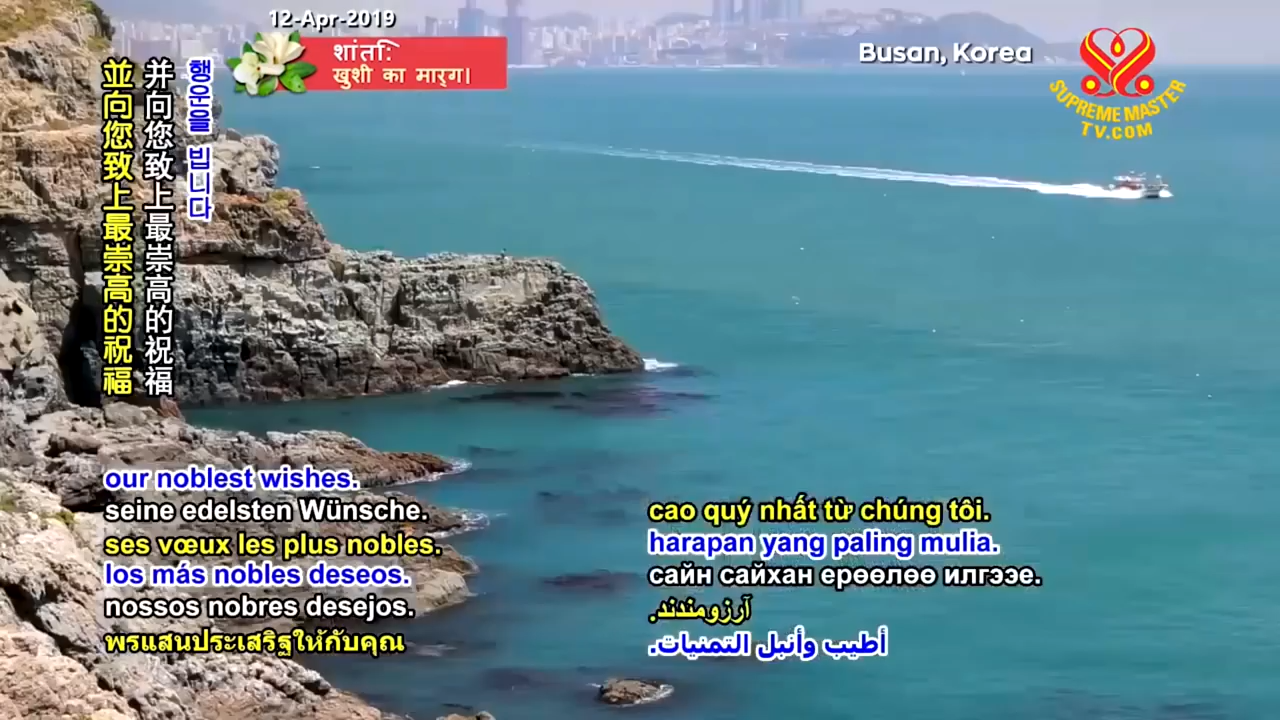 12-Apr-2019
शांति:
खुशी का मार्ग।
Busan, Korea
SUPREME MASTER
TV.COM
행운을 빕니다
并向您致上最崇高的祝福
並向您致上最崇高的祝福
our noblest wishes.
seine edelsten Wünsche.
ses vœux les plus nobles.
los más nobles deseos.
nossos nobres desejos.
พรแสนประเสริฐให้กับคุณ
cao quý nhất từ chúng tôi.
harapan yang paling mulia.
сайн сайхан ерөөлөө илгээе.
آرزومندند.
أطيب وأنبل التمنيات.